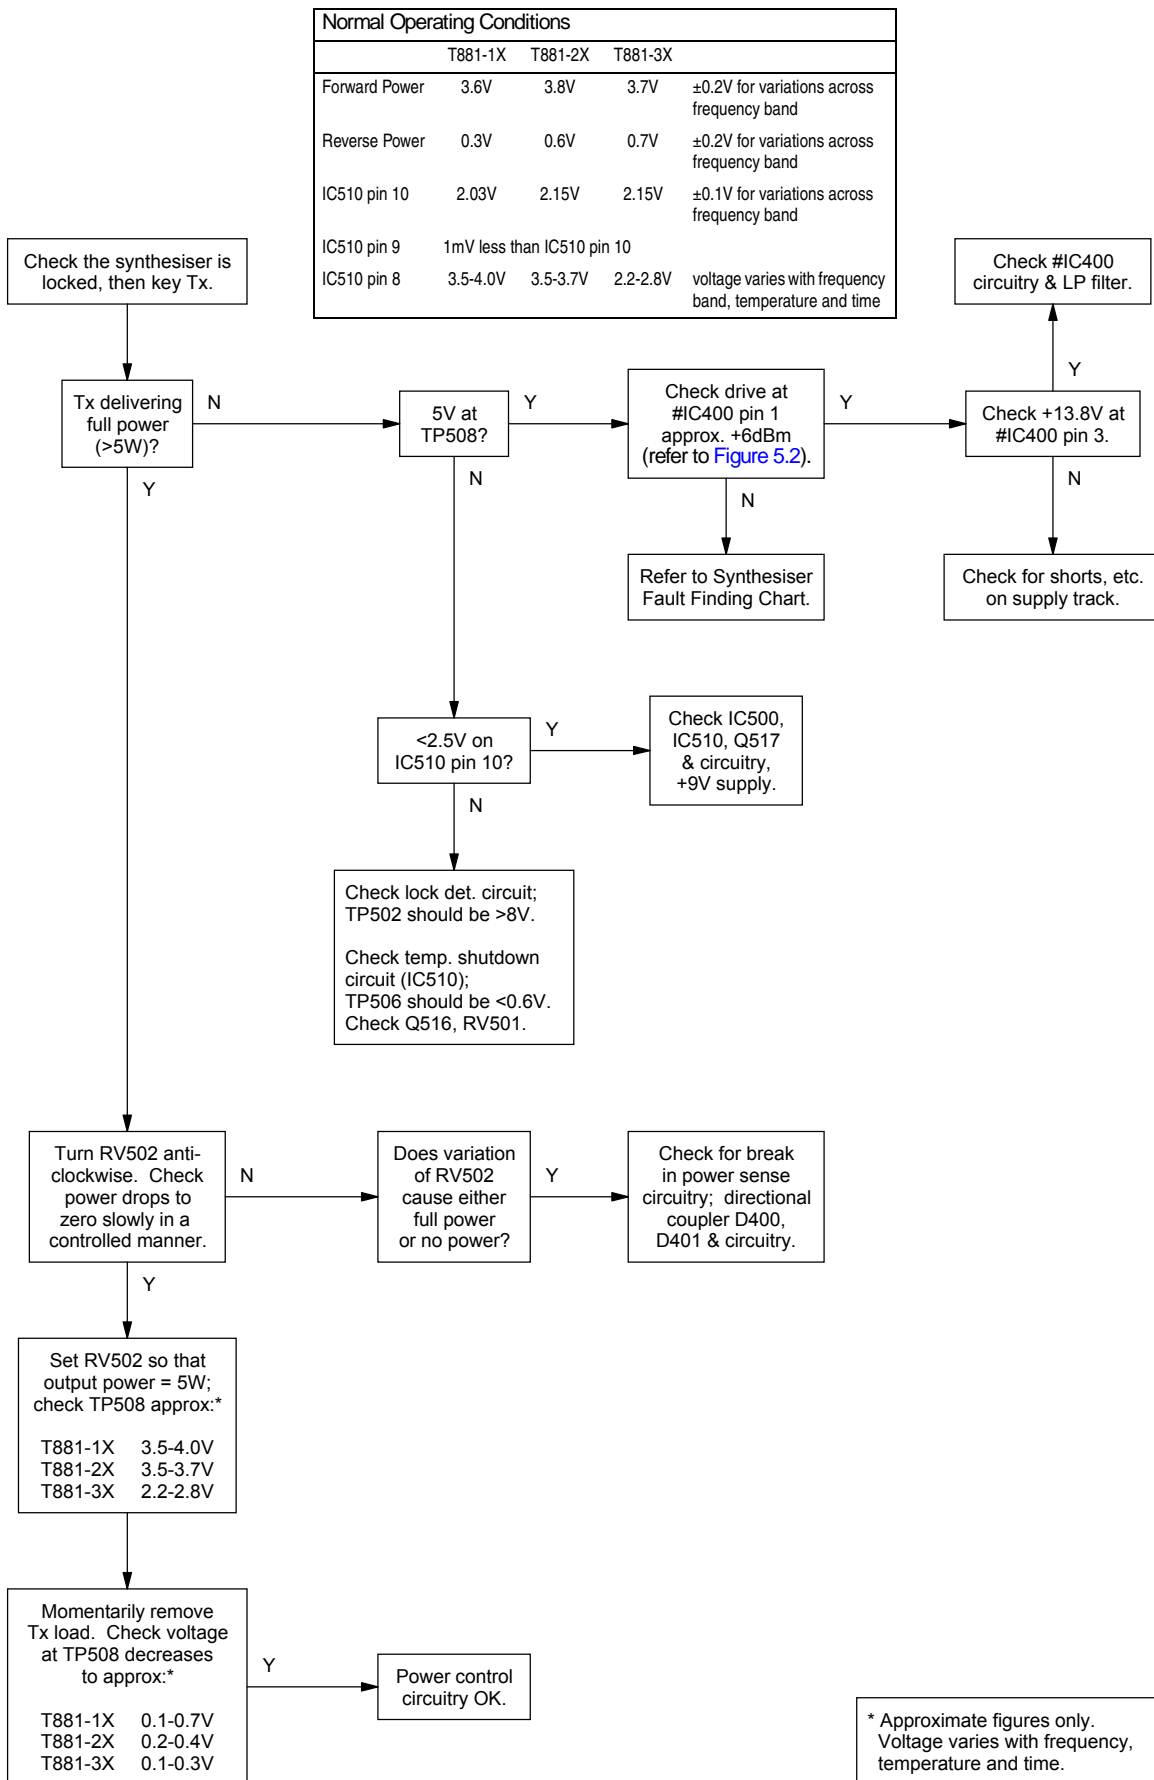 Normal Operating Conditions
T881-1X T881-2X T881-3X
Forward Power 3.6V 3.8V 3.7V ±0.2V for variations across
frequency band
Reverse Power 0.3V 0.6V 0.7V ±0.2V for variations across
frequency band
IC510 pin 10 2.03V 2.15V 2.15V ±0.1V for variations across
frequency band
IC510 pin 9 1mV less than IC510 pin 10
IC510 pin 8 3.5-4.0V 3.5-3.7V 2.2-2.8V voltage varies with frequency
band, temperature and time
Check the synthesiser is
locked, then key Tx.
Tx delivering
full power
(>5W)?
N
Y
5V at
TP508?
Y
N
Check drive at
#IC400 pin 1
approx. +6dBm
(refer to Figure 5.2).
Y
N
Check +13.8V at
#IC400 pin 3.
Y
N
Check #IC400
circuitry & LP filter.
Refer to Synthesiser
Fault Finding Chart.
Check for shorts, etc.
on supply track.
<2.5V on
IC510 pin 10?
Y
N
Check IC500,
IC510, Q517
& circuitry,
+9V supply.
Check lock det. circuit;
TP502 should be >8V.
Check temp. shutdown
circuit (IC510);
TP506 should be <0.6V.
Check Q516, RV501.
Turn RV502 anti-
clockwise. Check
power drops to
zero slowly in a
controlled manner.
N
Y
Does variation
of RV502
cause either
full power
or no power?
Y
Check for break
in power sense
circuitry; directional
coupler D400,
D401 & circuitry.
Set RV502 so that
output power = 5W;
check TP508 approx:*
T881-1X 3.5-4.0V
T881-2X 3.5-3.7V
T881-3X 2.2-2.8V
Momentarily remove
Tx load. Check voltage
at TP508 decreases
to approx:*
T881-1X 0.1-0.7V
T881-2X 0.2-0.4V
T881-3X 0.1-0.3V
Y
Power control
circuitry OK.
* Approximate figures only.
Voltage varies with frequency,
temperature and time.